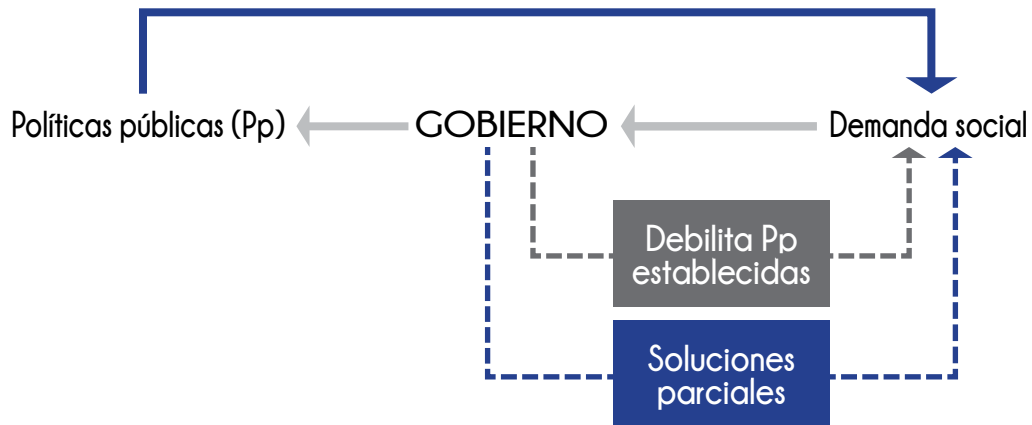 Políticas públicas (Pp)
GOBIERNO
Demanda social
Debilita Pp
establecidas
Soluciones
parciales